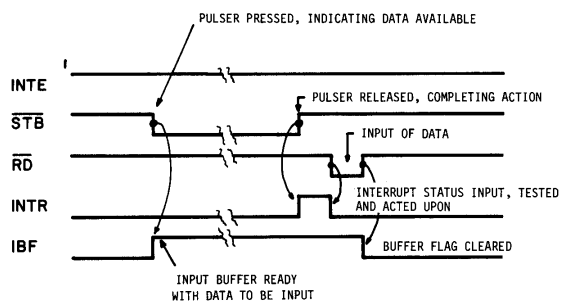 PULSER PRESSED, INDICATING DATA AVAILABLE
INTE
PULSER RELEASED, COMPLETING ACTION
STB
INPUT OF DATA
RD
INTERRUPT STATUS INPUT, TESTED
AND ACTED UPON
INTR
IBF
BUFFER FLAG CLEARED
INPUT BUFFER READY
WITH DATA TO BE INPUT